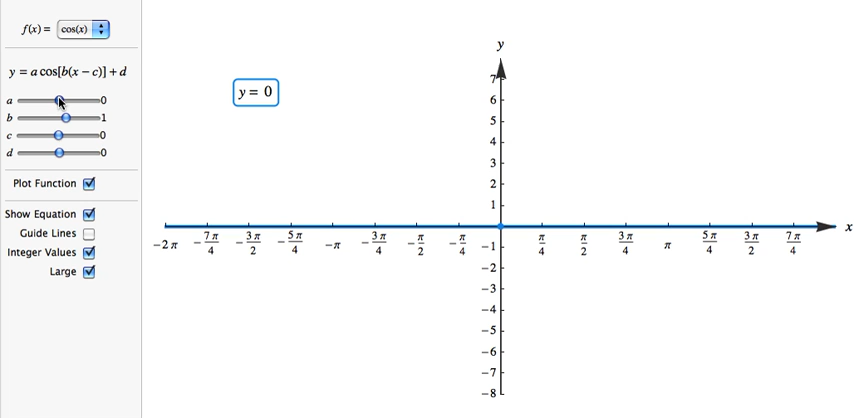 f(x) = cos(x)
y = a cos[b(x − c)] + d
a 0
b 1
c 0
d 0
Plot Function
Show Equation
Guide Lines
Integer Values
Large
y = 0
y
7
6
5
4
3
2
1
x
−2π −7π/4 −3π/2 −5π/4 −π −3π/4 −π/2 −π/4 π/4 π/2 3π/4 π 5π/4 3π/2 7π/4
−1
−2
−3
−4
−5
−6
−7
−8